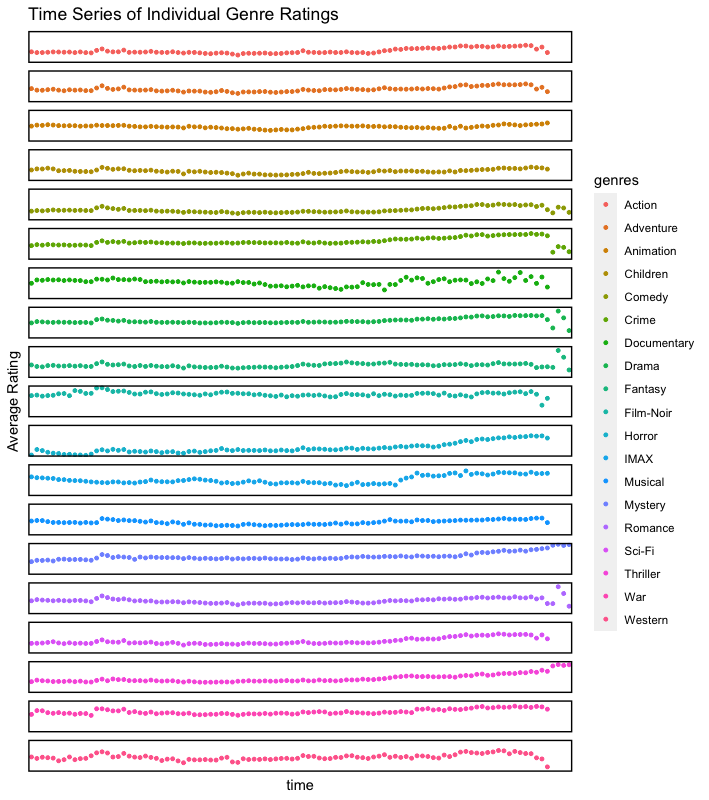 Time Series of Individual Genre Ratings
Average Rating
time
genres
Action
Adventure
Animation
Children
Comedy
Crime
Documentary
Drama
Fantasy
Film-Noir
Horror
IMAX
Musical
Mystery
Romance
Sci-Fi
Thriller
War
Western